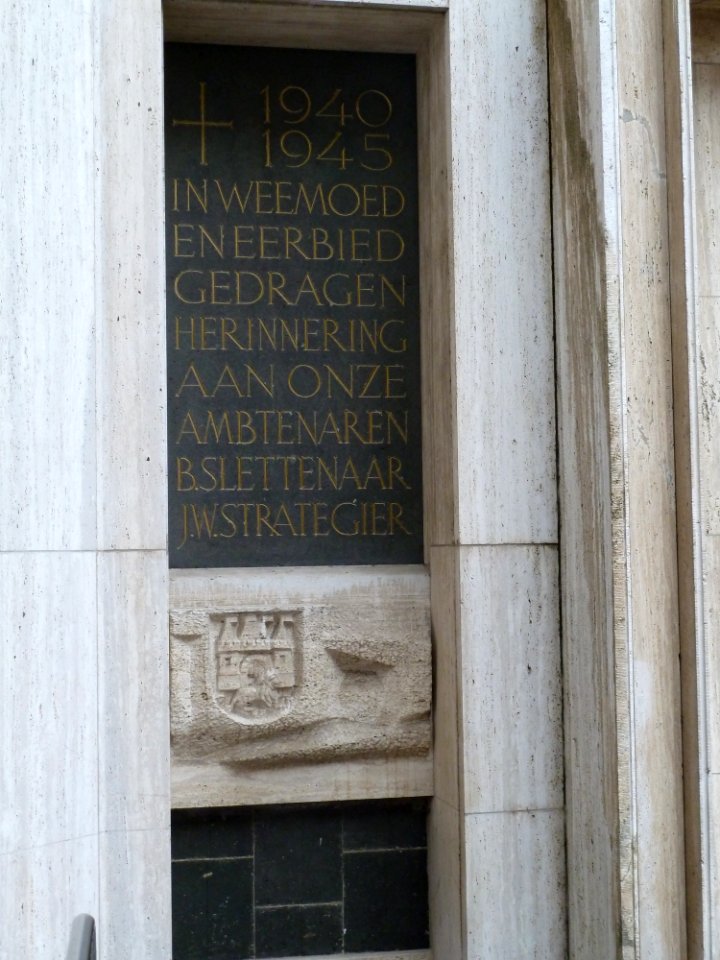 1940
1945
IN WEEMOED
EN EERBIED
GEDRAGEN
HERINNERING
AAN ONZE
AMBTENAREN
B.SLETTENAAR
J.W.STRATEGIER